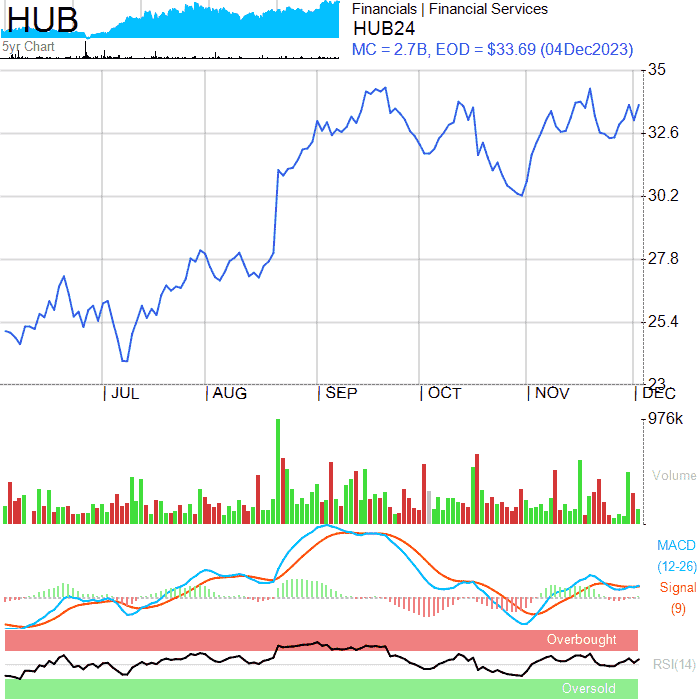 HUB
5yr Chart
Financials | Financial Services
HUB24
MC = 2.7B, EOD = $33.69 (04Dec2023)
35
32.6
30.2
27.8
25.4
23
JUL AUG SEP OCT NOV DEC
976k
Volume
MACD
(12-26)
Signal
(9)
Overbought
RSI(14)
Oversold